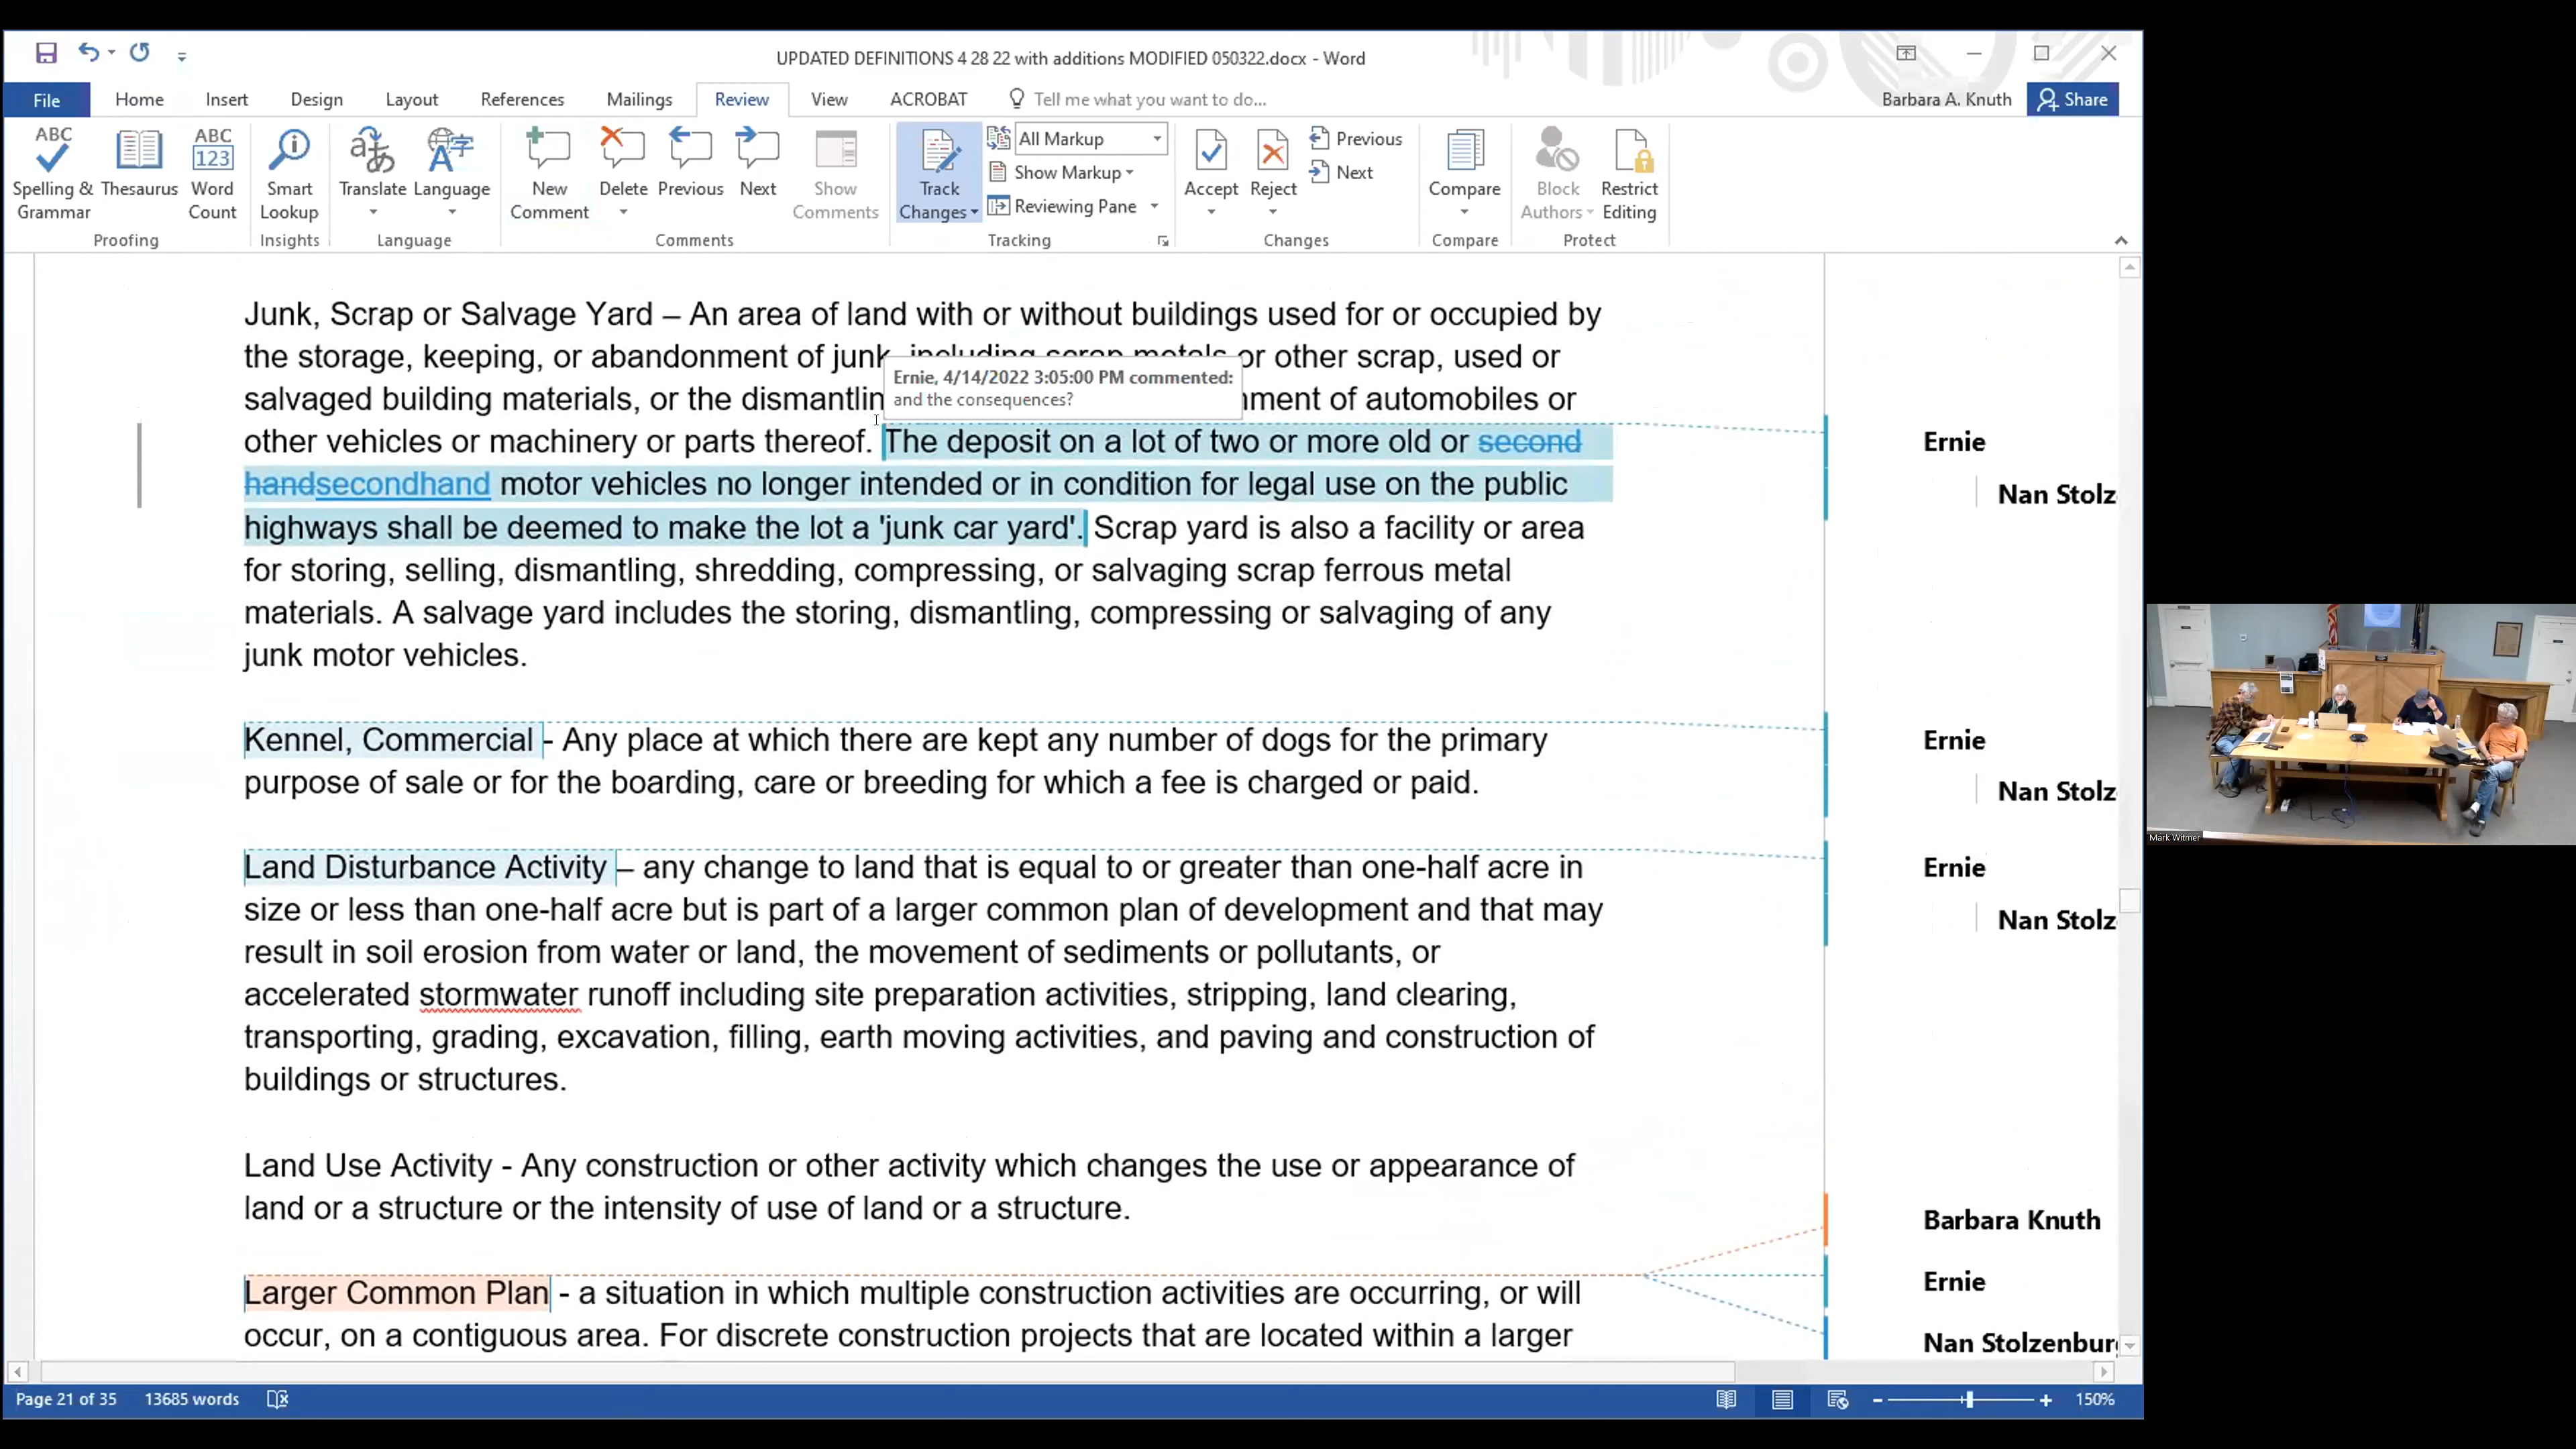 UPDATED DEFINITIONS 4 28 22 with additions MODIFIED 050322.docx - Word
File Home Insert Design Layout References Mailings Review View ACROBAT Tell me what you want to do... Barbara A. Knuth Share
ABC
ABC
123
Spelling & Grammar
Thesaurus
Word Count
Smart Lookup
Translate
Language
New Comment
Delete
Previous
Next
Show Comments
Track Changes
All Markup
Show Markup
Reviewing Pane
Accept
Reject
Previous
Next
Compare
Block Authors
Restrict Editing
Proofing Insights Language Comments Tracking Changes Compare Protect
Junk, Scrap or Salvage Yard – An area of land with or without buildings used for or occupied by
the storage, keeping, or abandonment of junk, including scrap metals or other scrap, used or
Ernie, 4/14/2022 3:05:00 PM commented:
and the consequences?
salvaged building materials, or the dismantlin nment of automobiles or
other vehicles or machinery or parts thereof. The deposit on a lot of two or more old or second
handsecondhand motor vehicles no longer intended or in condition for legal use on the public
highways shall be deemed to make the lot a 'junk car yard'. Scrap yard is also a facility or area
for storing, selling, dismantling, shredding, compressing, or salvaging scrap ferrous metal
materials. A salvage yard includes the storing, dismantling, compressing or salvaging of any
junk motor vehicles.
Ernie
Nan Stolz
Kennel, Commercial - Any place at which there are kept any number of dogs for the primary
purpose of sale or for the boarding, care or breeding for which a fee is charged or paid.
Ernie
Nan Stolz
Land Disturbance Activity – any change to land that is equal to or greater than one-half acre in
size or less than one-half acre but is part of a larger common plan of development and that may
result in soil erosion from water or land, the movement of sediments or pollutants, or
accelerated stormwater runoff including site preparation activities, stripping, land clearing,
transporting, grading, excavation, filling, earth moving activities, and paving and construction of
buildings or structures.
Ernie
Nan Stolz
Land Use Activity - Any construction or other activity which changes the use or appearance of
land or a structure or the intensity of use of land or a structure.
Larger Common Plan - a situation in which multiple construction activities are occurring, or will
occur, on a contiguous area. For discrete construction projects that are located within a larger
Barbara Knuth
Ernie
Nan Stolzenbur
Page 21 of 35 13685 words 150%
Mark Witmer